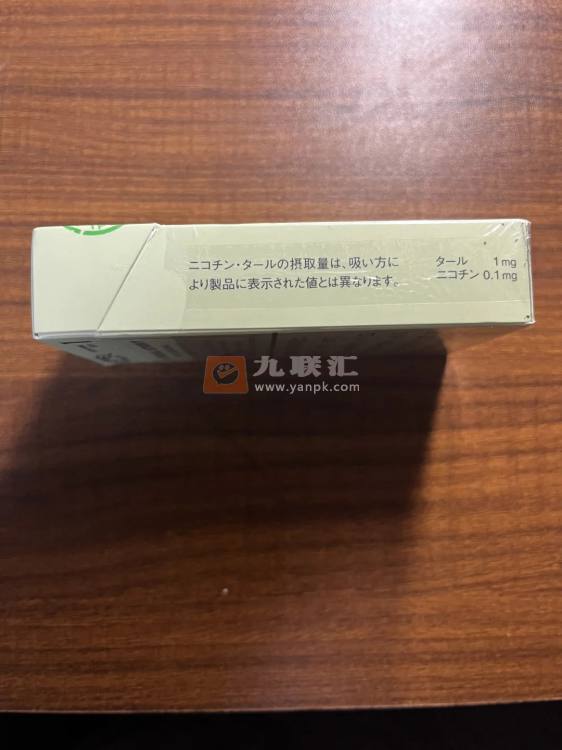 ニコチン・タールの摂取量は、吸い方に
より製品に表示された値とは異なります。
タール 1mg
ニコチン 0.1mg
九联汇
www.yanpk.com